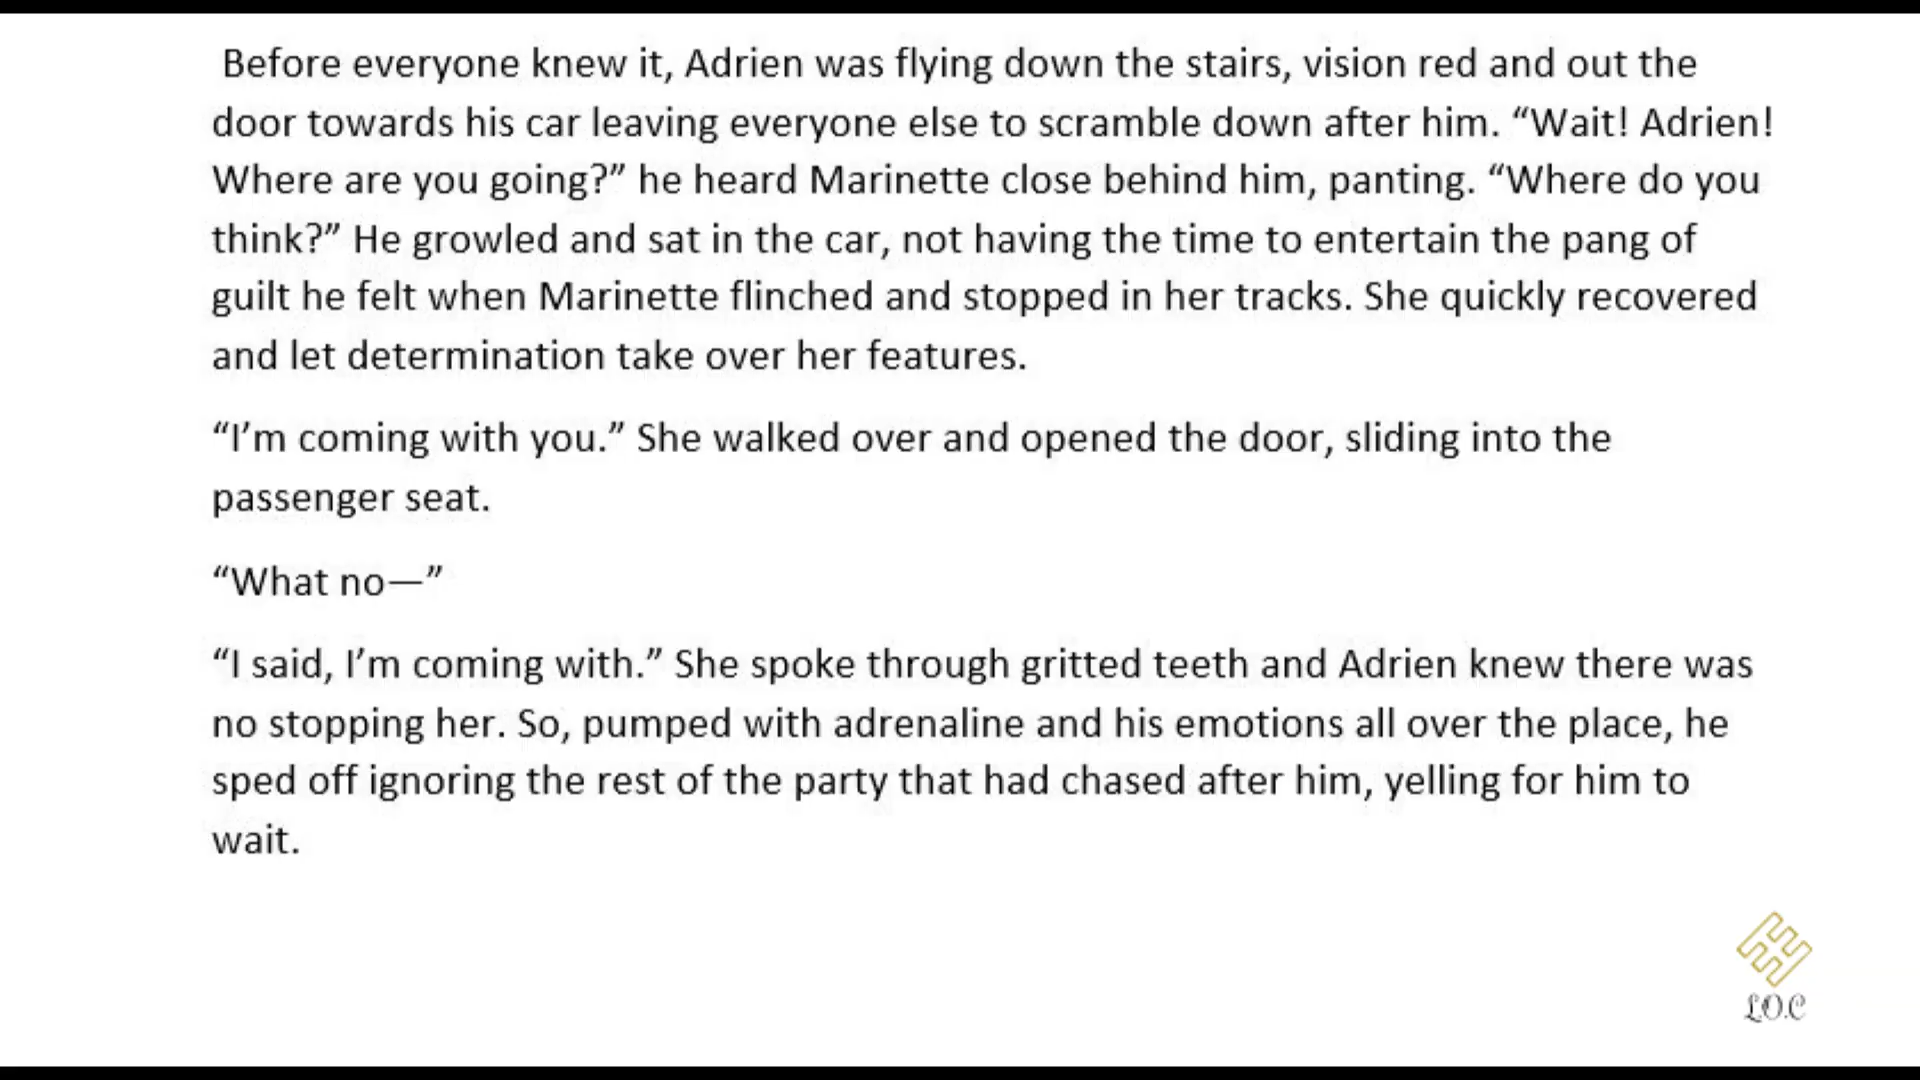 Before everyone knew it, Adrien was flying down the stairs, vision red and out the
door towards his car leaving everyone else to scramble down after him. “Wait! Adrien!
Where are you going?” he heard Marinette close behind him, panting. “Where do you
think?” He growled and sat in the car, not having the time to entertain the pang of
guilt he felt when Marinette flinched and stopped in her tracks. She quickly recovered
and let determination take over her features.
“I’m coming with you.” She walked over and opened the door, sliding into the
passenger seat.
“What no—”
“I said, I’m coming with.” She spoke through gritted teeth and Adrien knew there was
no stopping her. So, pumped with adrenaline and his emotions all over the place, he
sped off ignoring the rest of the party that had chased after him, yelling for him to
wait.
L.O.C